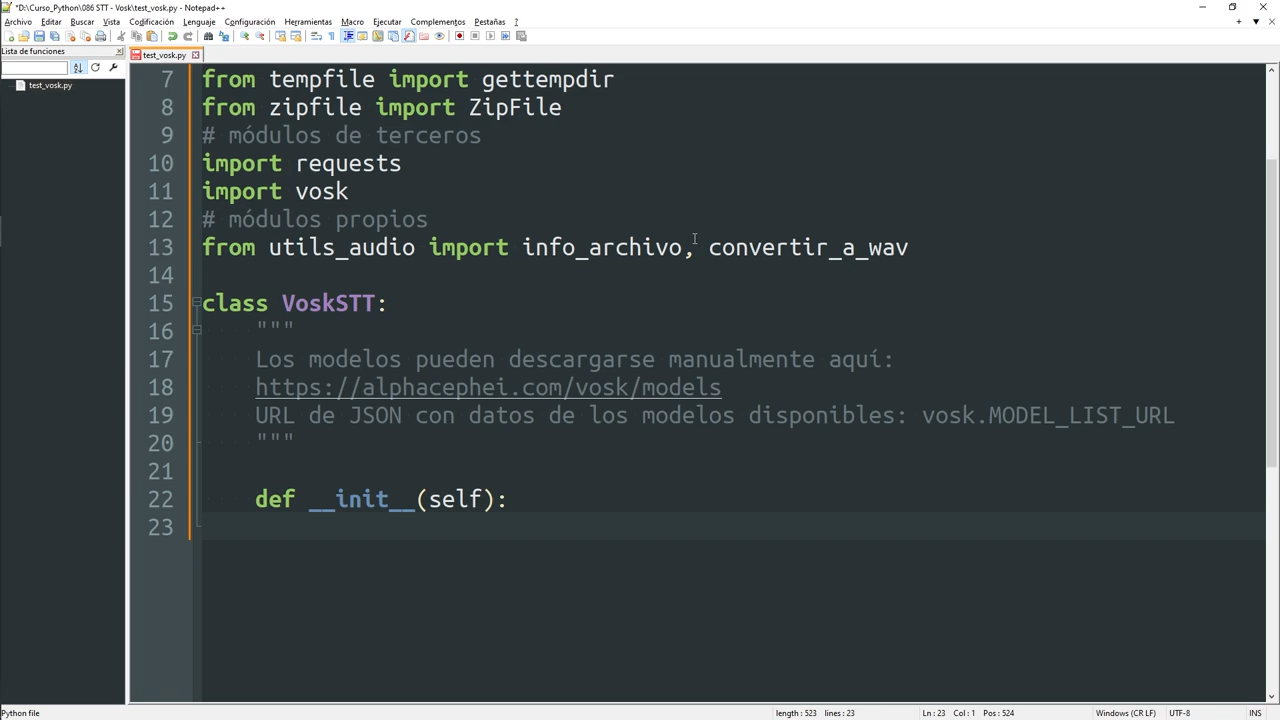 *D:\Curso_Python\086 STT - Vosk\test_vosk.py - Notepad++
Archivo Editar Buscar Vista Codificación Lenguaje Configuración Herramientas Macro Ejecutar Complementos Pestañas ?
Lista de funciones
test_vosk.py
test_vosk.py
7 from tempfile import gettempdir
8 from zipfile import ZipFile
9 # módulos de terceros
10 import requests
11 import vosk
12 # módulos propios
13 from utils_audio import info_archivo, convertir_a_wav
14
15 class VoskSTT:
16 """
17 Los modelos pueden descargarse manualmente aquí:
18 https://alphacephei.com/vosk/models
19 URL de JSON con datos de los modelos disponibles: vosk.MODEL_LIST_URL
20 """
21
22 def __init__(self):
23
Python file length : 523 lines : 23 Ln : 23 Col : 1 Pos : 524 Windows (CR LF) UTF-8 INS